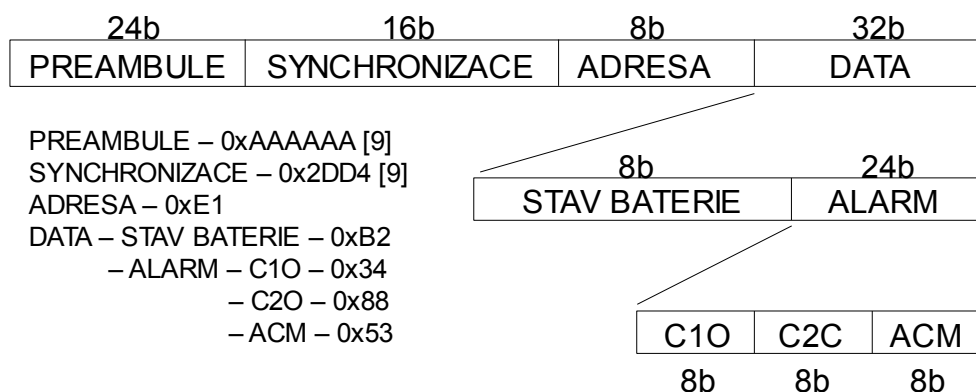 24b 16b 8b 32b
PREAMBULE SYNCHRONIZACE ADRESA DATA
PREAMBULE – 0xAAAAAA [9]
SYNCHRONIZACE – 0x2DD4 [9]
ADRESA – 0xE1
DATA – STAV BATERIE – 0xB2
– ALARM – C1O – 0x34
– C2O – 0x88
– ACM – 0x53
8b 24b
STAV BATERIE ALARM
C1O C2C ACM
8b 8b 8b